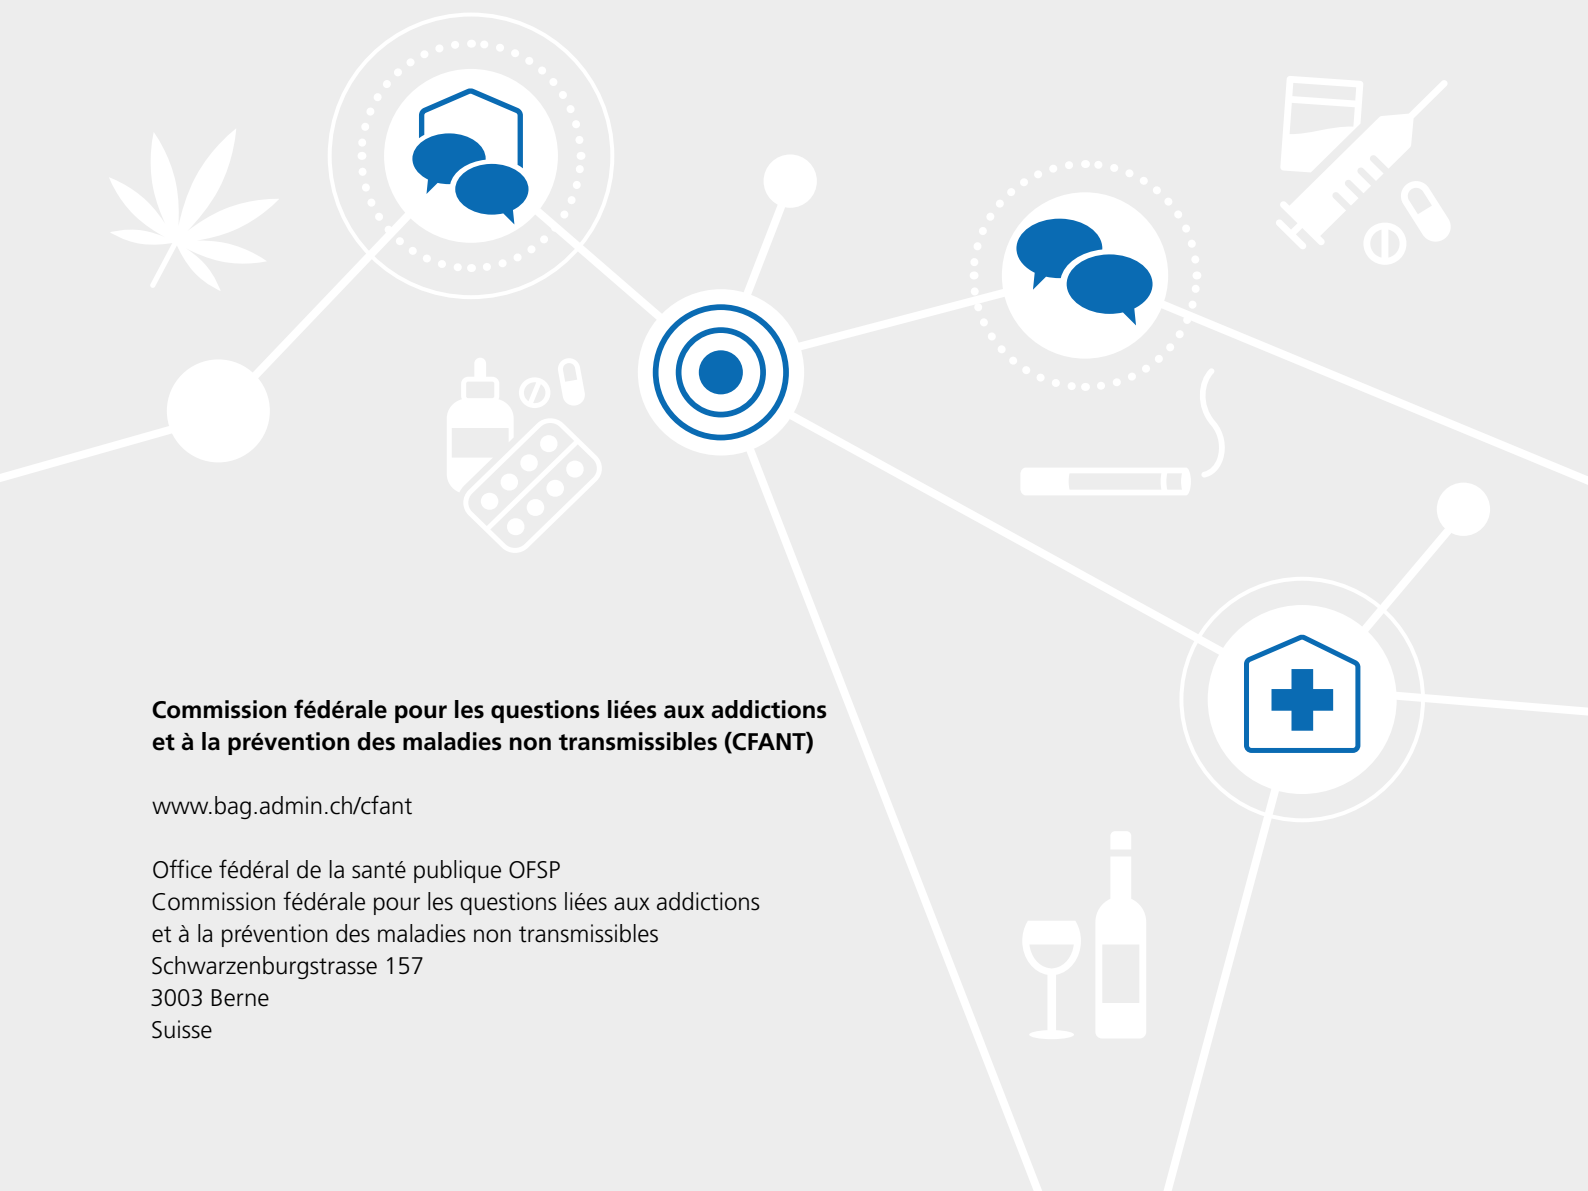 Commission fédérale pour les questions liées aux addictions
et à la prévention des maladies non transmissibles (CFANT)
www.bag.admin.ch/cfant
Office fédéral de la santé publique OFSP
Commission fédérale pour les questions liées aux addictions
et à la prévention des maladies non transmissibles
Schwarzenburgstrasse 157
3003 Berne
Suisse